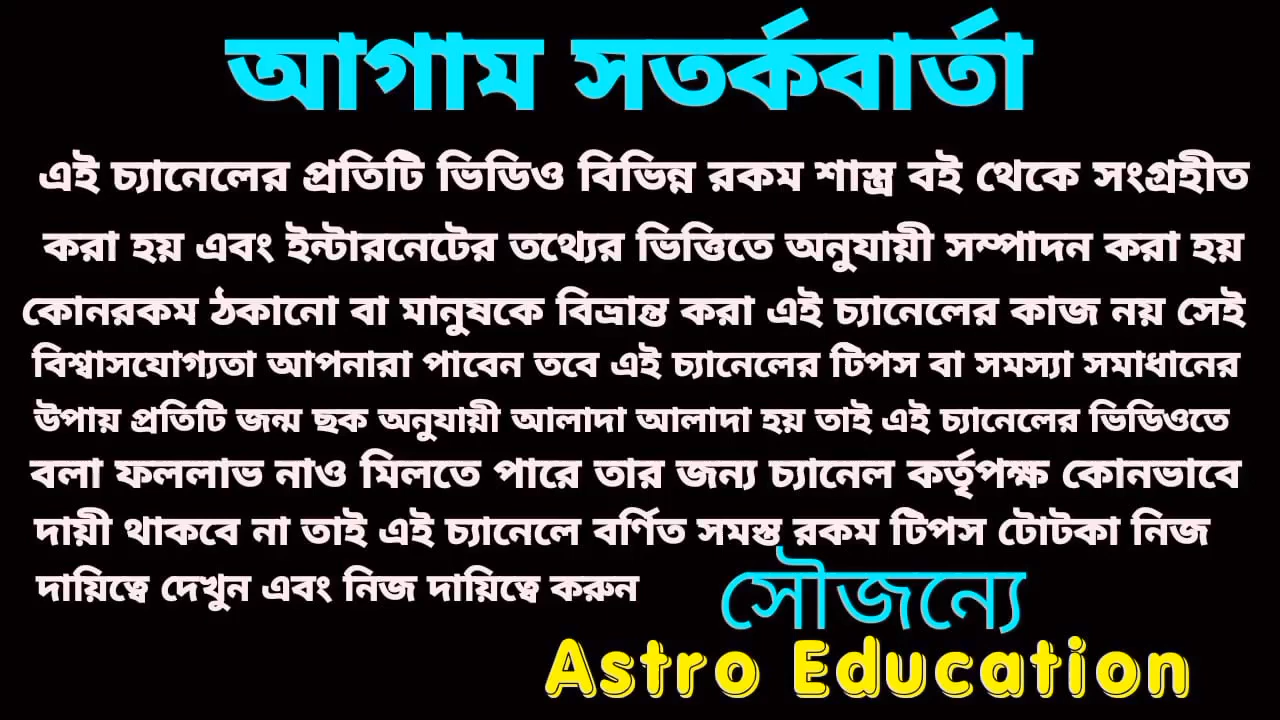 আগাম সতর্কবার্তা
এই চ্যানেলের প্রতিটি ভিডিও বিভিন্ন রকম শাস্ত্র বই থেকে সংগ্রহীত
করা হয় এবং ইন্টারনেটের তথ্যের ভিত্তিতে অনুযায়ী সম্পাদন করা হয়
কোনরকম ঠকানো বা মানুষকে বিভ্রান্ত করা এই চ্যানেলের কাজ নয় সেই
বিশ্বাসযোগ্যতা আপনারা পাবেন তবে এই চ্যানেলের টিপস বা সমস্যা সমাধানের
উপায় প্রতিটি জন্ম ছক অনুযায়ী আলাদা আলাদা হয় তাই এই চ্যানেলের ভিডিওতে
বলা ফললাভ নাও মিলতে পারে তার জন্য চ্যানেল কর্তৃপক্ষ কোনভাবে
দায়ী থাকবে না তাই এই চ্যানেলে বর্ণিত সমস্ত রকম টিপস টোটকা নিজ
দায়িত্বে দেখুন এবং নিজ দায়িত্বে করুন
সৌজন্যে
Astro Education